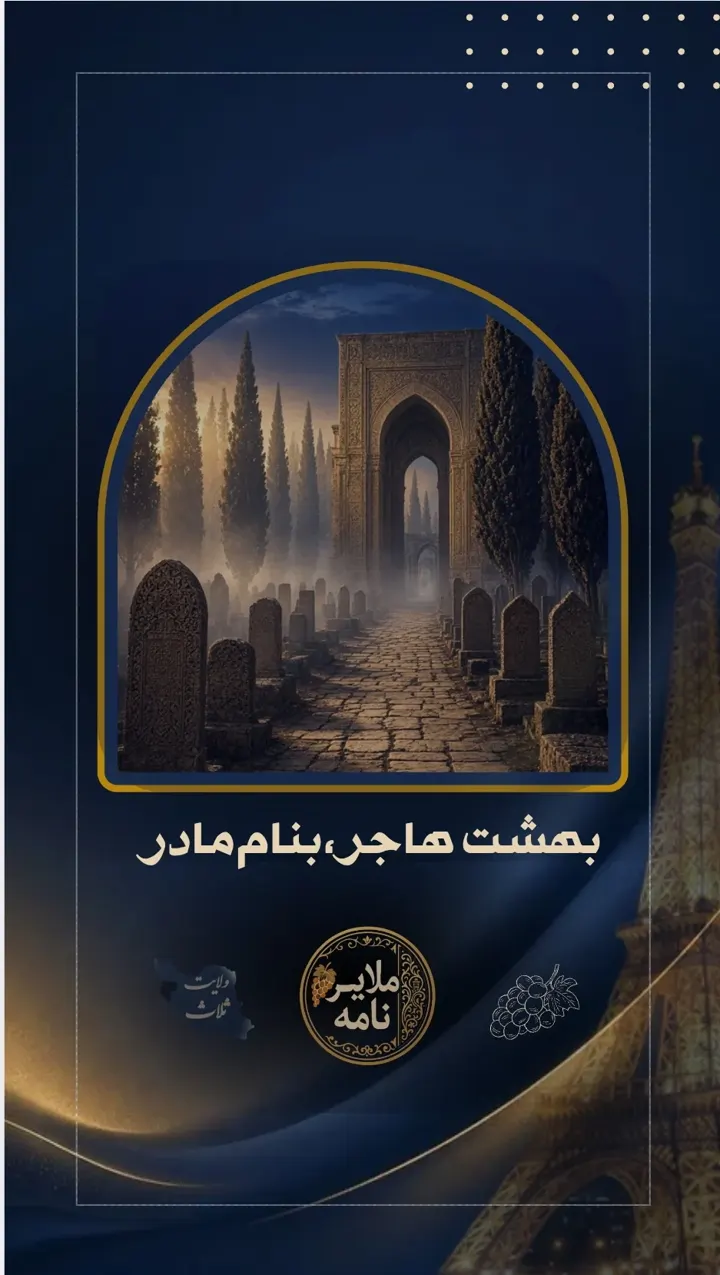 بهشت هاجر،بنام مادر
ملایر
نامه
ولایت
ثلاث